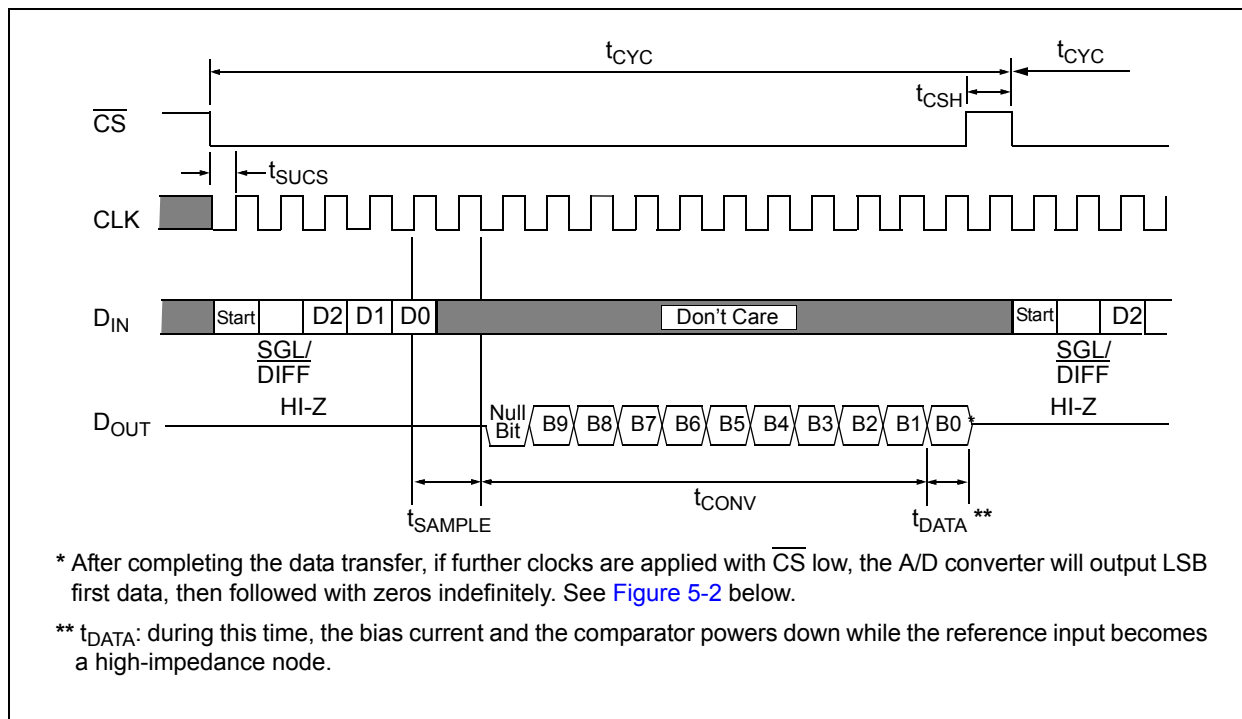 tCYC
tCYC
tCSH
CS
tSUCS
CLK
DIN
Start
D2
D1
D0
Don't Care
Start
D2
SGL/
DIFF
SGL/
DIFF
HI-Z
HI-Z
DOUT
Null
Bit
B9
B8
B7
B6
B5
B4
B3
B2
B1
B0
*
tSAMPLE
tCONV
tDATA **
* After completing the data transfer, if further clocks are applied with CS low, the A/D converter will output LSB
first data, then followed with zeros indefinitely. See Figure 5-2 below.
** tDATA: during this time, the bias current and the comparator powers down while the reference input becomes
a high-impedance node.